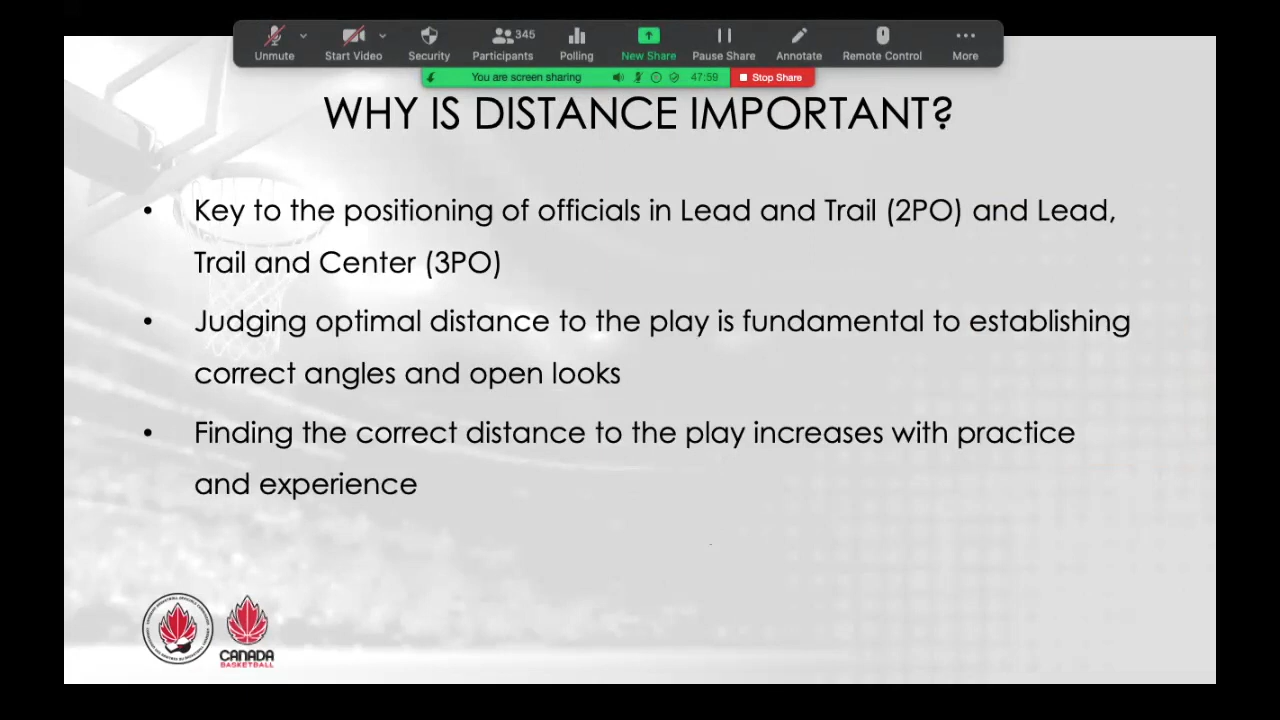 345
Unmute Start Video Security Participants Polling New Share Pause Share Annotate Remote Control More
You are screen sharing 47:59 Stop Share
WHY IS DISTANCE IMPORTANT?
• Key to the positioning of officials in Lead and Trail (2PO) and Lead,
Trail and Center (3PO)
• Judging optimal distance to the play is fundamental to establishing
correct angles and open looks
• Finding the correct distance to the play increases with practice
and experience
CANADA
BASKETBALL